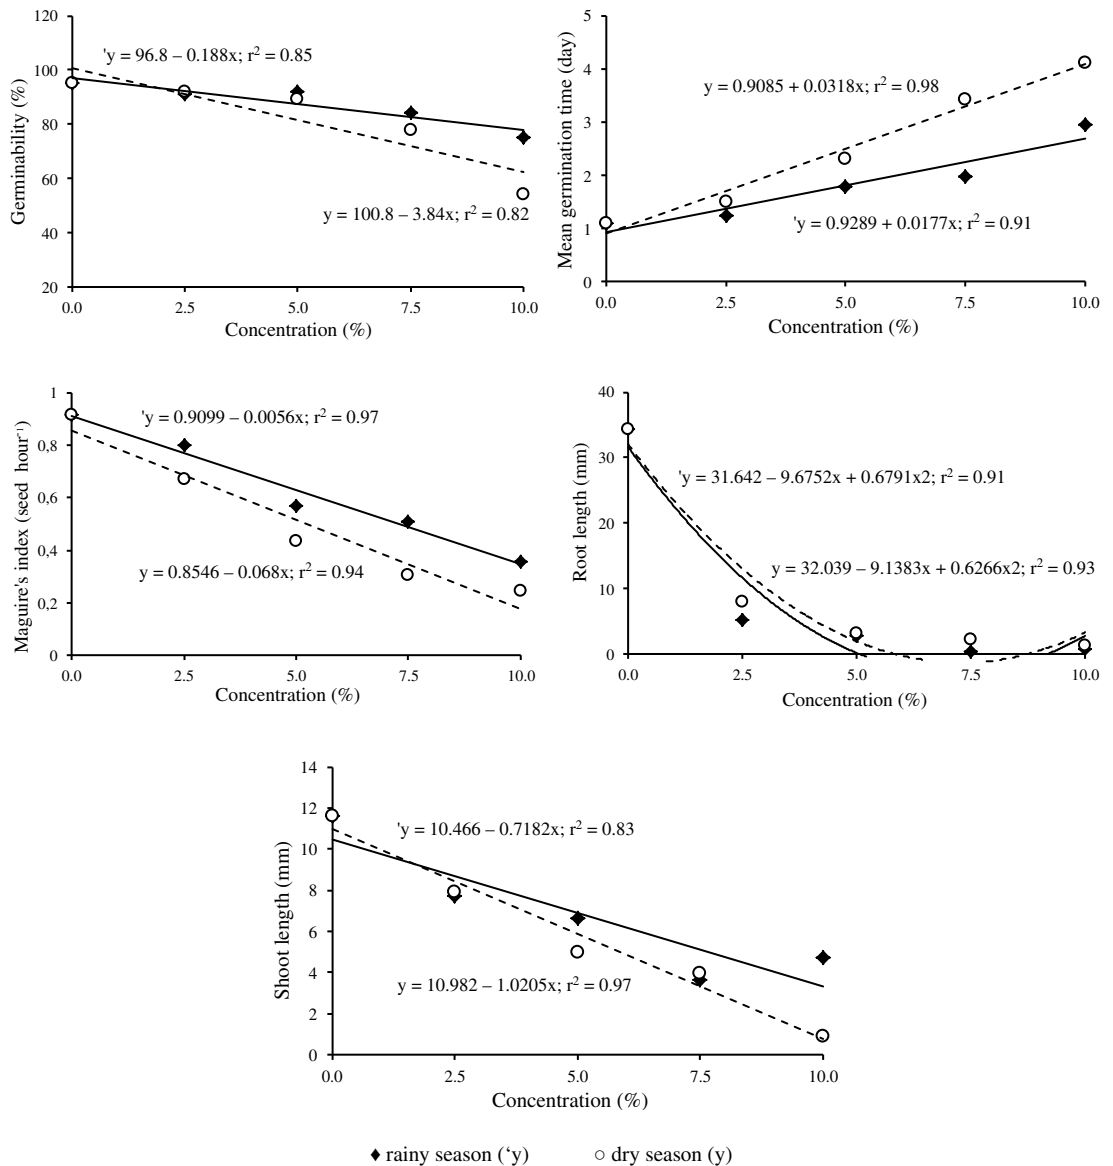 120
100
80
60
40
20
Germinability (%)
'y = 96.8 – 0.188x; r² = 0.85
y = 100.8 – 3.84x; r² = 0.82
0.0 2.5 5.0 7.5 10.0
Concentration (%)
5
4
3
2
1
0
Mean germination time (day)
y = 0.9085 + 0.0318x; r² = 0.98
'y = 0.9289 + 0.0177x; r² = 0.91
0.0 2.5 5.0 7.5 10.0
Concentration (%)
1
0.8
0.6
0.4
0,2
0
Maguire's index (seed hour⁻¹)
'y = 0.9099 – 0.0056x; r² = 0.97
y = 0.8546 – 0.068x; r² = 0.94
0.0 2.5 5.0 7.5 10.0
Concentration (%)
40
30
20
10
0
Root length (mm)
'y = 31.642 – 9.6752x + 0.6791x2; r² = 0.91
y = 32.039 – 9.1383x + 0.6266x2; r² = 0.93
0.0 2.5 5.0 7.5 10.0
Concentration (%)
14
12
10
8
6
4
2
0
Shoot length (mm)
'y = 10.466 – 0.7182x; r² = 0.83
y = 10.982 – 1.0205x; r² = 0.97
0.0 2.5 5.0 7.5 10.0
Concentration (%)
rainy season (‘y) dry season (y)